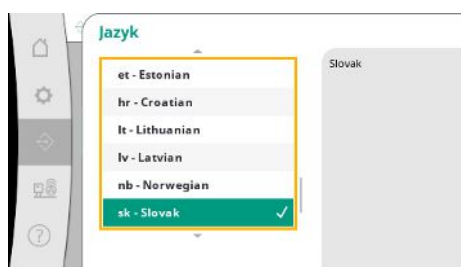 Jazyk
et - Estonian
hr - Croatian
lt - Lithuanian
lv - Latvian
nb - Norwegian
sk - Slovak
Slovak